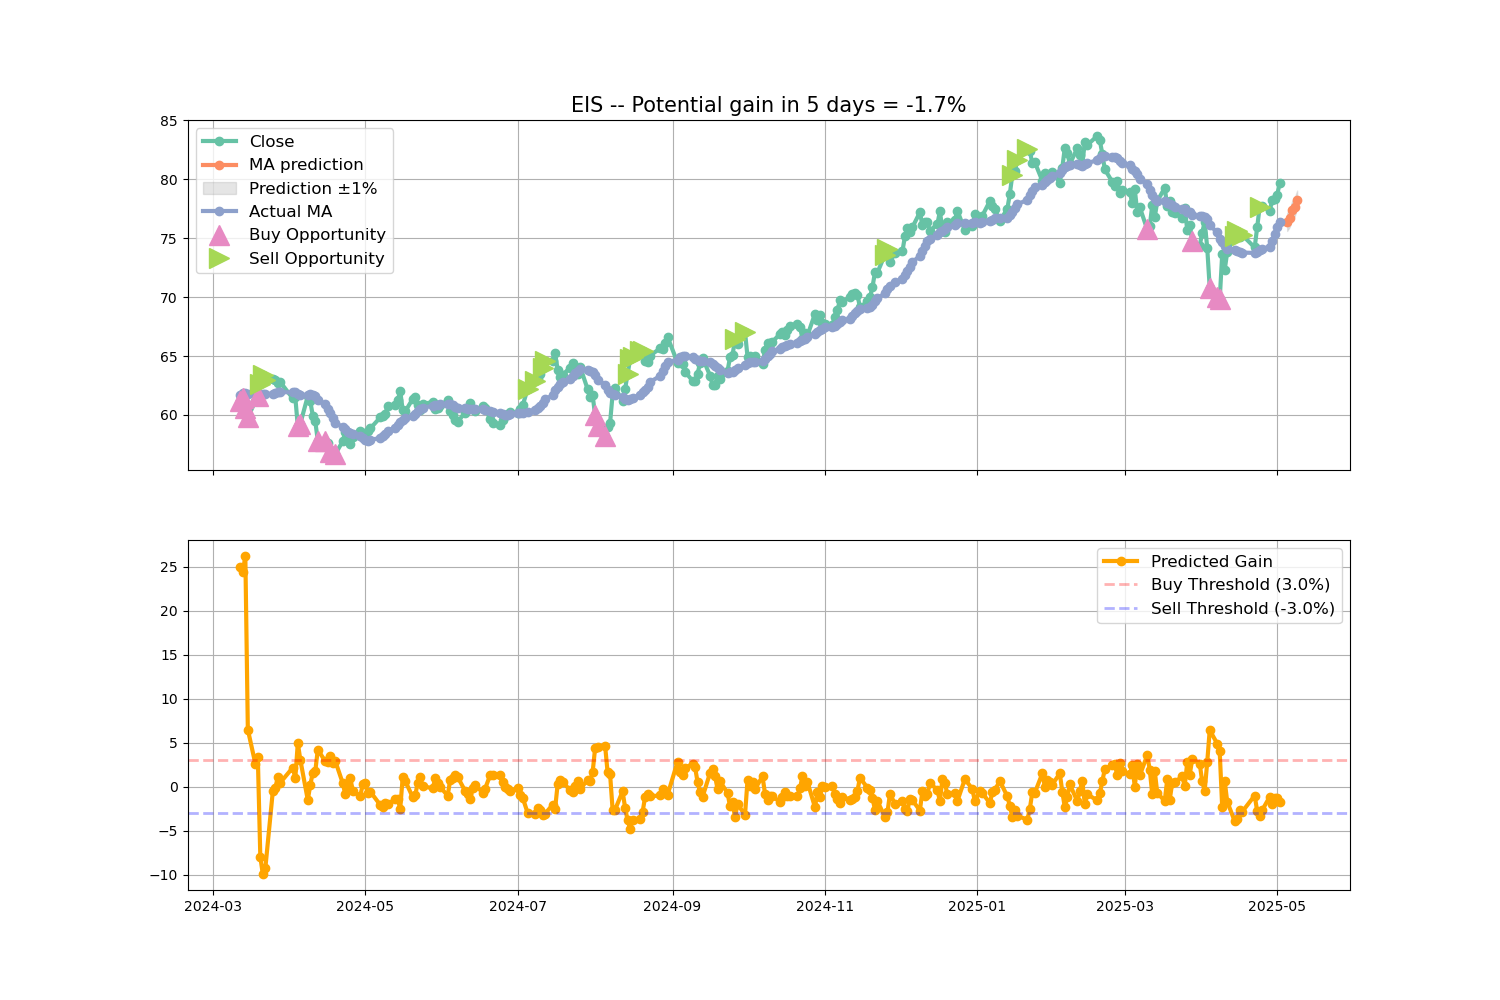 EIS -- Potential gain in 5 days = -1.7%
85
80
75
70
65
60
Close
MA prediction
Prediction ±1%
Actual MA
Buy Opportunity
Sell Opportunity
25
20
15
10
5
0
−5
−10
Predicted Gain
Buy Threshold (3.0%)
Sell Threshold (-3.0%)
2024-03
2024-05
2024-07
2024-09
2024-11
2025-01
2025-03
2025-05